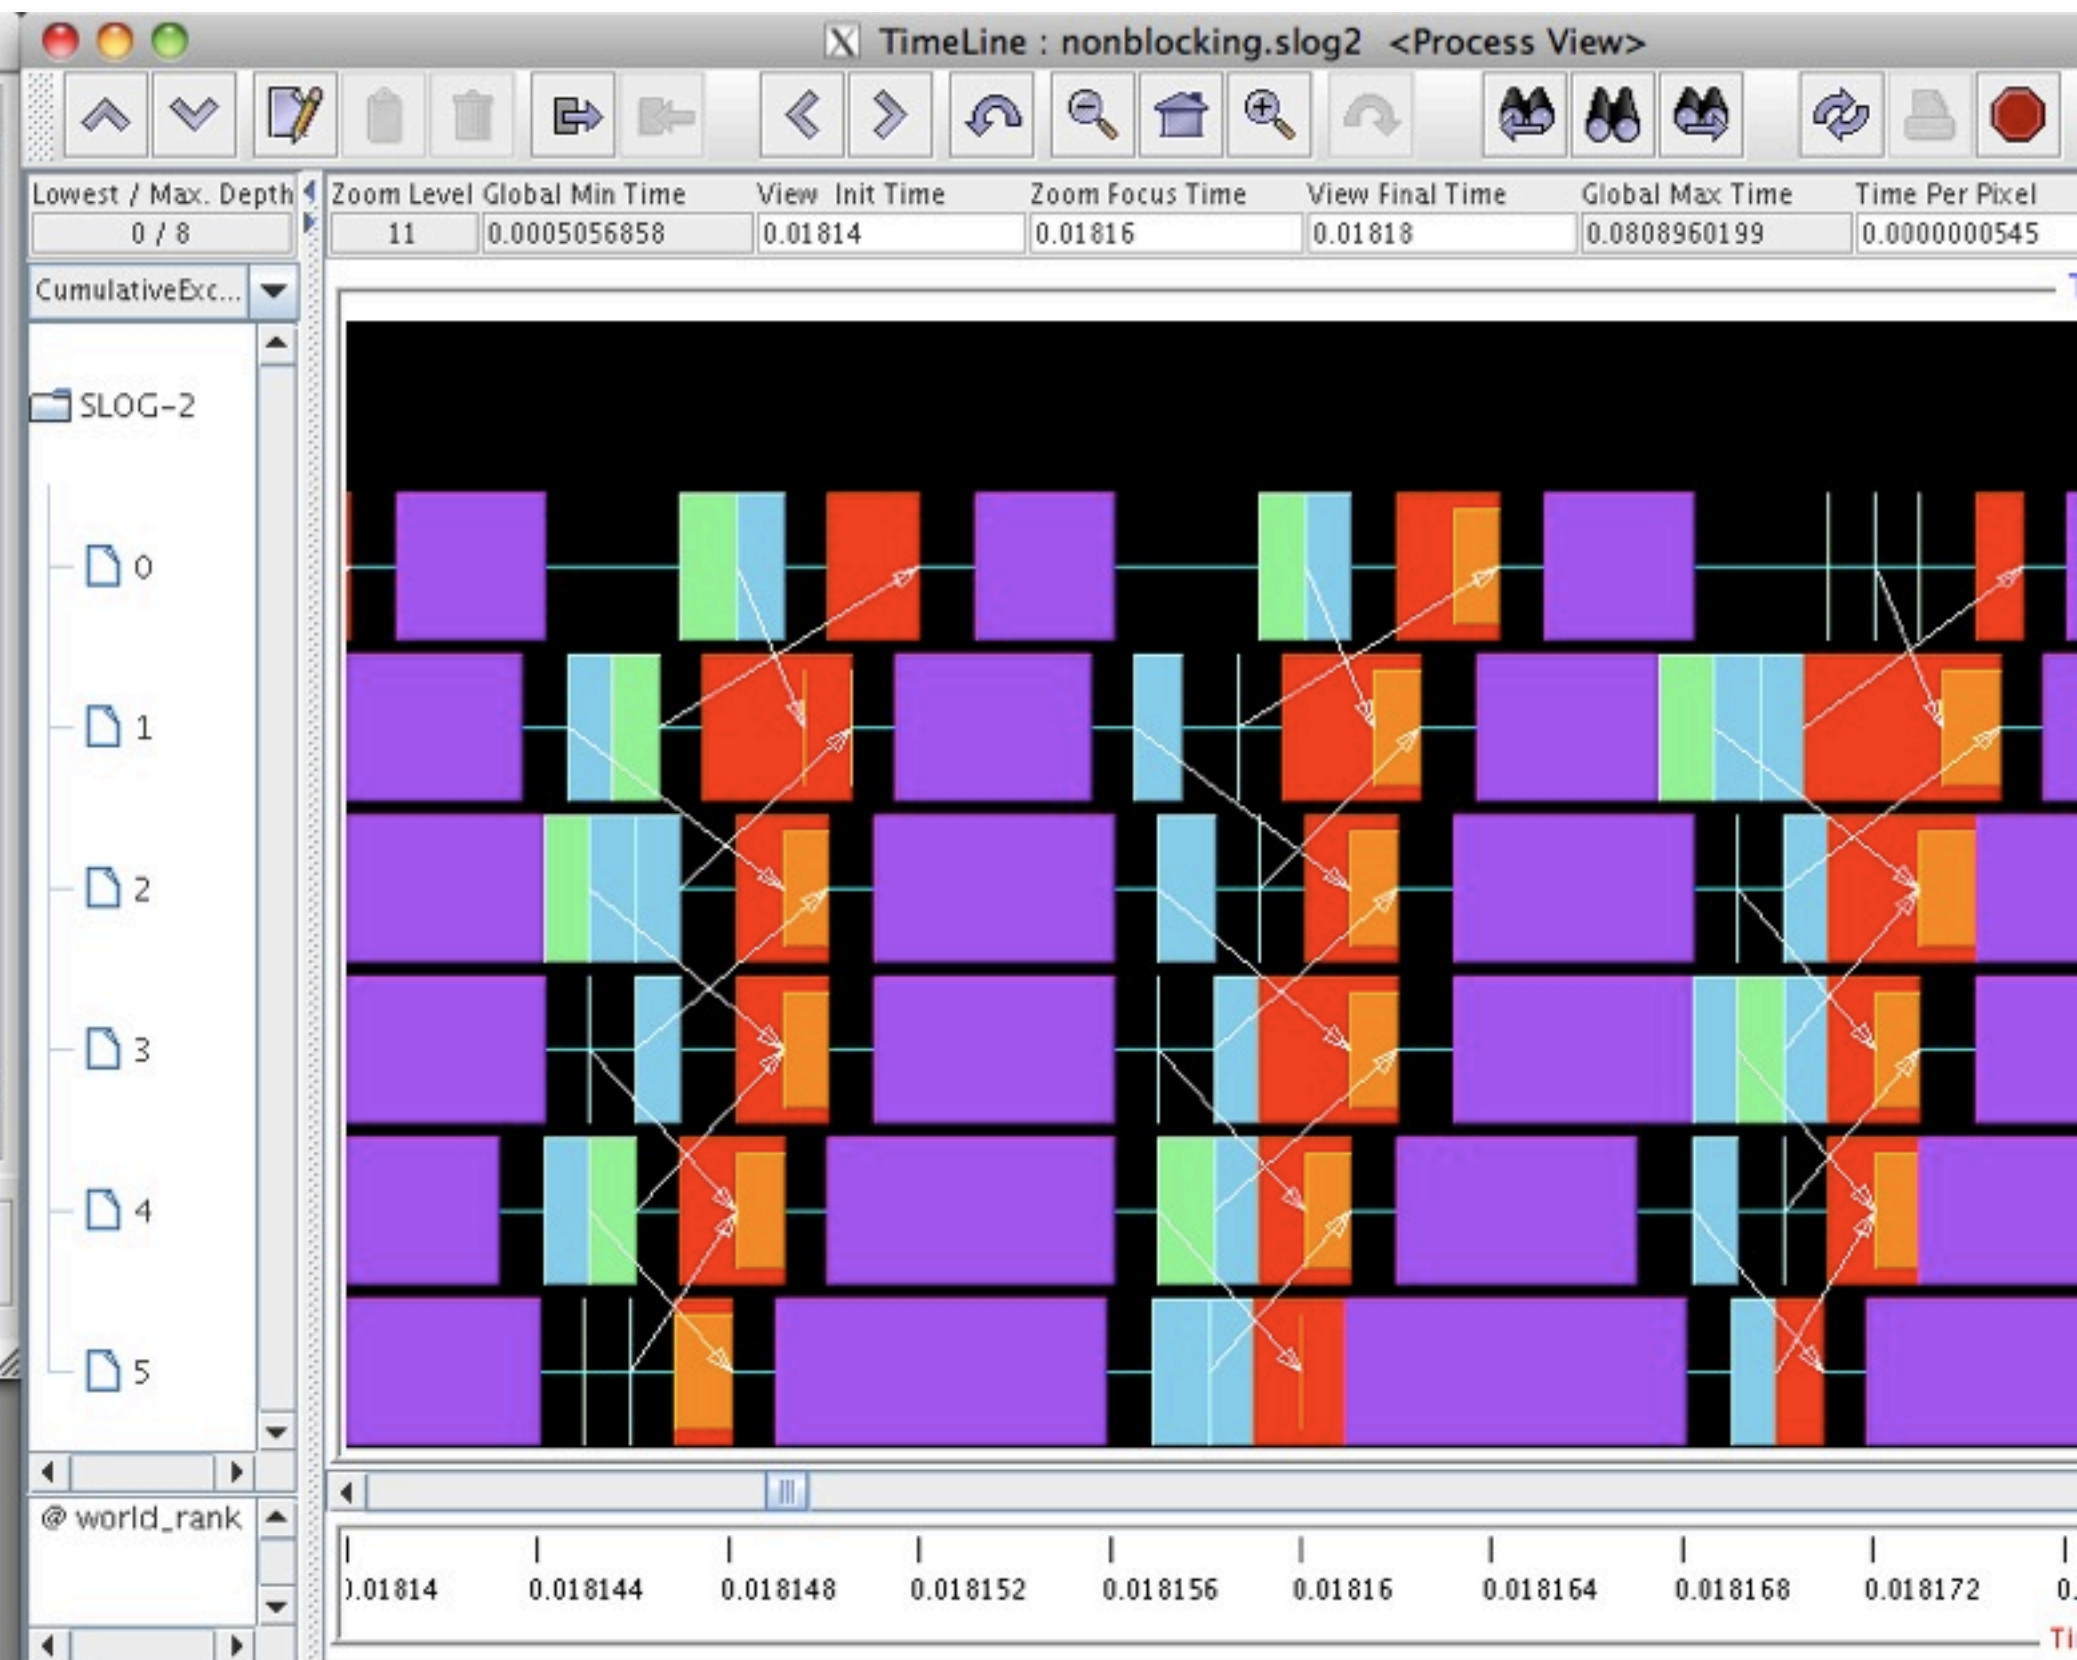 TimeLine : nonblocking.slog2 <Process View>
Lowest / Max. Depth Zoom Level Global Min Time View Init Time Zoom Focus Time View Final Time Global Max Time Time Per Pixel
0 / 8 11 0.0005056858 0.01814 0.01816 0.01818 0.0808960199 0.0000000545
CumulativeExc...
SLOG-2
0
1
2
3
4
5
@ world_rank
0.01814 0.018144 0.018148 0.018152 0.018156 0.01816 0.018164 0.018168 0.018172